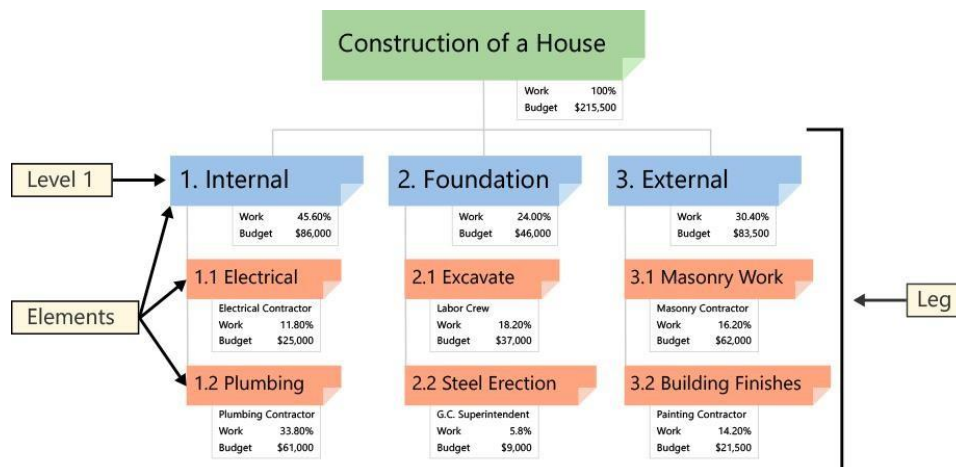 Construction of a House
Work 100%
Budget $215,500
Level 1
1. Internal
2. Foundation
3. External
Work 45.60%
Budget $86,000
Work 24.00%
Budget $46,000
Work 30.40%
Budget $83,500
Elements
Leg
1.1 Electrical
Electrical Contractor
Work 11.80%
Budget $25,000
2.1 Excavate
Labor Crew
Work 18.20%
Budget $37,000
3.1 Masonry Work
Masonry Contractor
Work 16.20%
Budget $62,000
1.2 Plumbing
Plumbing Contractor
Work 33.80%
Budget $61,000
2.2 Steel Erection
G.C. Superintendent
Work 5.8%
Budget $9,000
3.2 Building Finishes
Painting Contractor
Work 14.20%
Budget $21,500